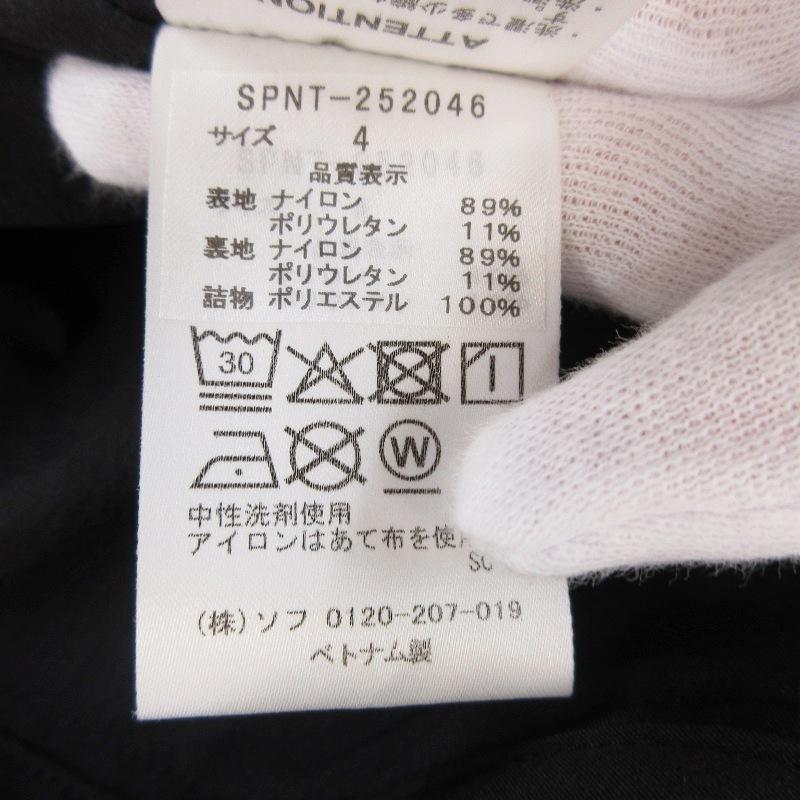 ATTENTION
SPNT-252046
サイズ 4
品質表示
表地 ナイロン 89%
ポリウレタン 11%
裏地 ナイロン 89%
ポリウレタン 11%
詰物 ポリエステル 100%
30
W
中性洗剤使用
アイロンはあて布を使
SC
(株)ソフ 0120-207-019
ベトナム製